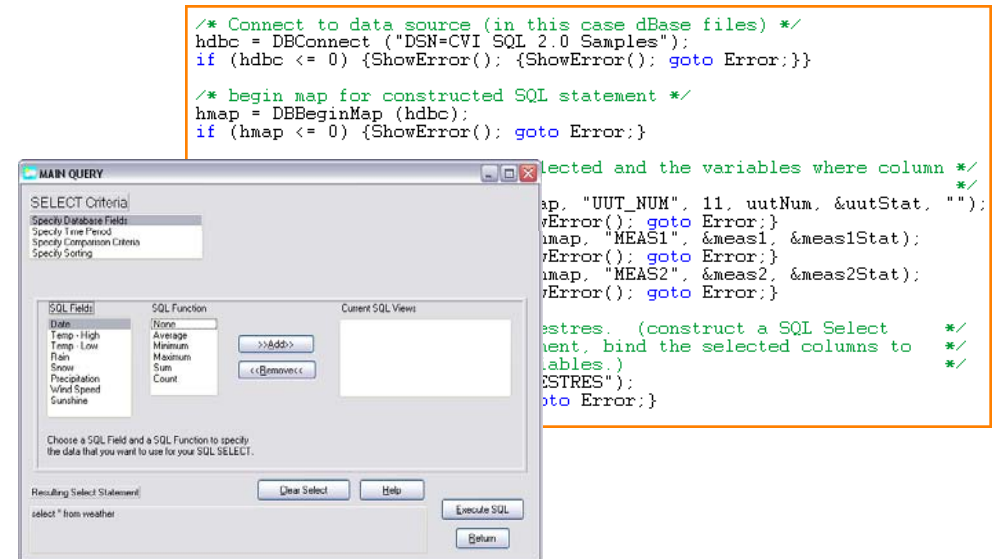 /* Connect to data source (in this case dBase files) */
hdbc = DBConnect ("DSN=CVI SQL 2.0 Samples");
if (hdbc <= 0) {ShowError(); {ShowError(); goto Error;}}
/* begin map for constructed SQL statement */
hmap = DBBeginMap (hdbc);
if (hmap <= 0) {ShowError(); goto Error;}
lected and the variables where column */
*/
ap, "UUT_NUM", 11, uutNum, &uutStat, "");
wError(); goto Error;}
hmap, "MEAS1", &meas1, &meas1Stat);
wError(); goto Error;}
hmap, "MEAS2", &meas2, &meas2Stat);
wError(); goto Error;}
estres. (construct a SQL Select */
ment, bind the selected columns to */
iables.) */
ESTRES");
oto Error;}
MAIN QUERY
SELECT Criteria
Specify Database Fields
Specify Time Period
Specify Comparison Criteria
Specify Sorting
SQL Fields
Date
Temp - High
Temp - Low
Rain
Snow
Precipitation
Wind Speed
Sunshine
SQL Function
None
Average
Minimum
Maximum
Sum
Count
>>Add>>
<<Remove<<
Current SQL Views
Choose a SQL Field and a SQL Function to specify
the data that you want to use for your SQL SELECT.
Resulting Select Statement
Clear Select
Help
select * from weather
Execute SQL
Return